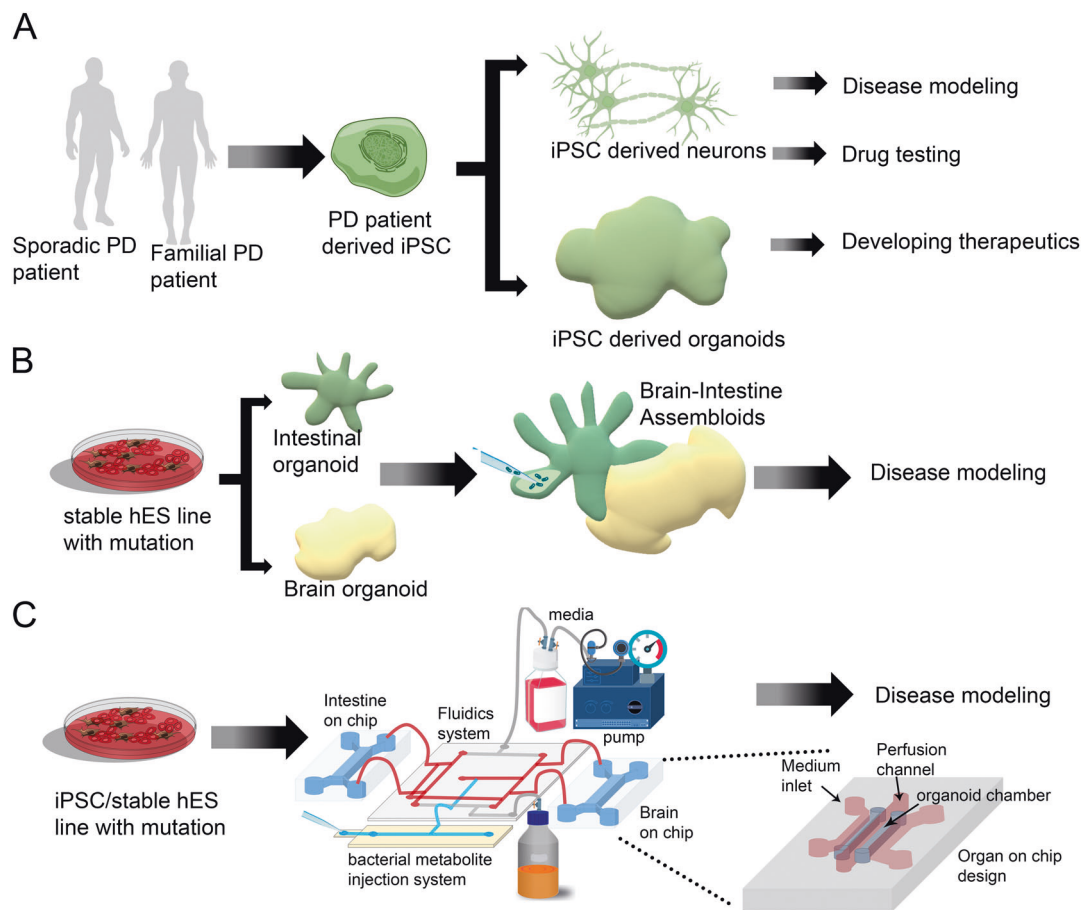 A
Sporadic PD
patient
Familial PD
patient
PD patient
derived iPSC
iPSC derived neurons
iPSC derived organoids
Disease modeling
Drug testing
Developing therapeutics
B
stable hES line
with mutation
Intestinal
organoid
Brain organoid
Brain-Intestine
Assembloids
Disease modeling
C
iPSC/stable hES
line with mutation
Intestine
on chip
Fluidics
system
media
pump
Brain
on chip
bacterial metabolite
injection system
Disease modeling
Medium
inlet
Perfusion
channel
organoid chamber
Organ on chip
design